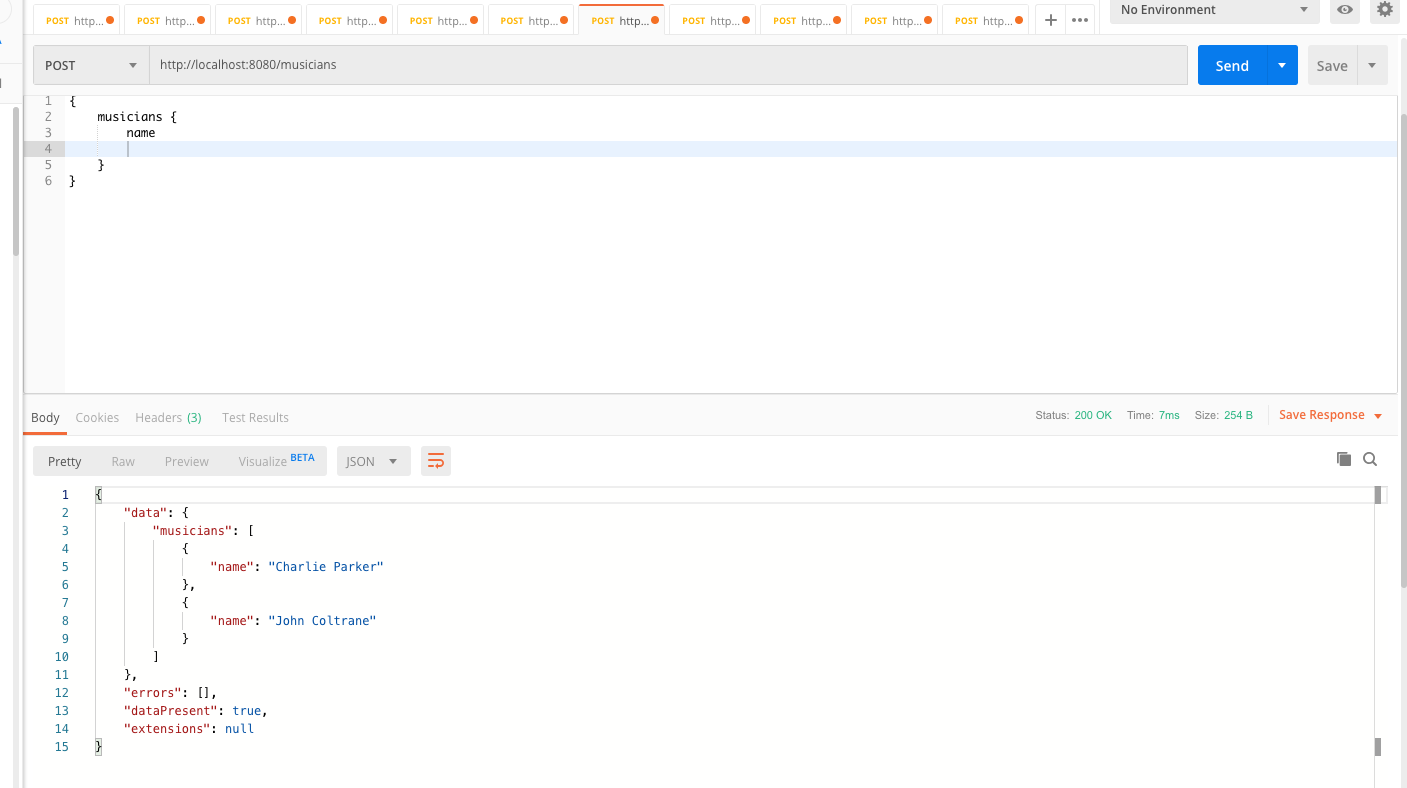 POST http... POST http... POST http... POST http... POST http... POST http... POST http... POST http... POST http... POST http... POST http... + ••• No Environment
POST http://localhost:8080/musicians Send Save
1 {
2 musicians {
3 name
4
5 }
6 }
Body Cookies Headers (3) Test Results Status: 200 OK Time: 7ms Size: 254 B Save Response
Pretty Raw Preview Visualize BETA JSON
1 {
2 "data": {
3 "musicians": [
4 {
5 "name": "Charlie Parker"
6 },
7 {
8 "name": "John Coltrane"
9 }
10 ]
11 },
12 "errors": [],
13 "dataPresent": true,
14 "extensions": null
15 }